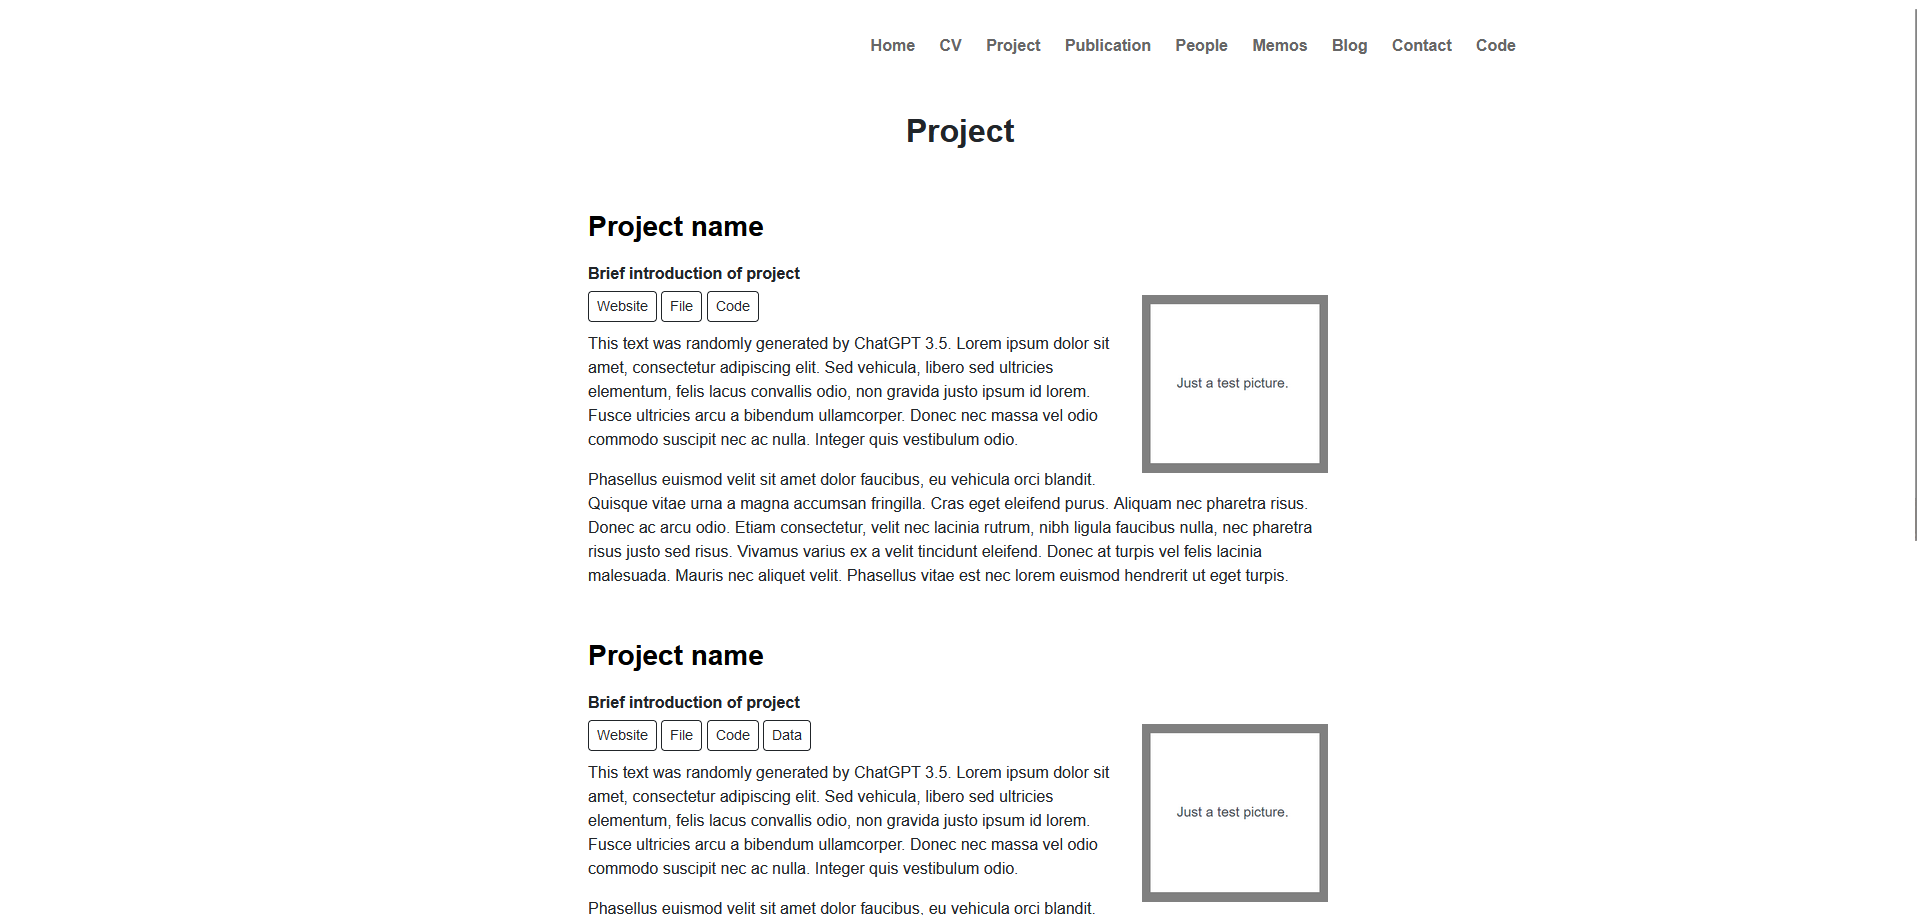 Home CV Project Publication People Memos Blog Contact Code
Project
Project name
Brief introduction of project
Website File Code
This text was randomly generated by ChatGPT 3.5. Lorem ipsum dolor sit
amet, consectetur adipiscing elit. Sed vehicula, libero sed ultricies
elementum, felis lacus convallis odio, non gravida justo ipsum id lorem.
Fusce ultricies arcu a bibendum ullamcorper. Donec nec massa vel odio
commodo suscipit nec ac nulla. Integer quis vestibulum odio.
Just a test picture.
Phasellus euismod velit sit amet dolor faucibus, eu vehicula orci blandit.
Quisque vitae urna a magna accumsan fringilla. Cras eget eleifend purus. Aliquam nec pharetra risus.
Donec ac arcu odio. Etiam consectetur, velit nec lacinia rutrum, nibh ligula faucibus nulla, nec pharetra
risus justo sed risus. Vivamus varius ex a velit tincidunt eleifend. Donec at turpis vel felis lacinia
malesuada. Mauris nec aliquet velit. Phasellus vitae est nec lorem euismod hendrerit ut eget turpis.
Project name
Brief introduction of project
Website File Code Data
This text was randomly generated by ChatGPT 3.5. Lorem ipsum dolor sit
amet, consectetur adipiscing elit. Sed vehicula, libero sed ultricies
elementum, felis lacus convallis odio, non gravida justo ipsum id lorem.
Fusce ultricies arcu a bibendum ullamcorper. Donec nec massa vel odio
commodo suscipit nec ac nulla. Integer quis vestibulum odio.
Just a test picture.
Phasellus euismod velit sit amet dolor faucibus, eu vehicula orci blandit.